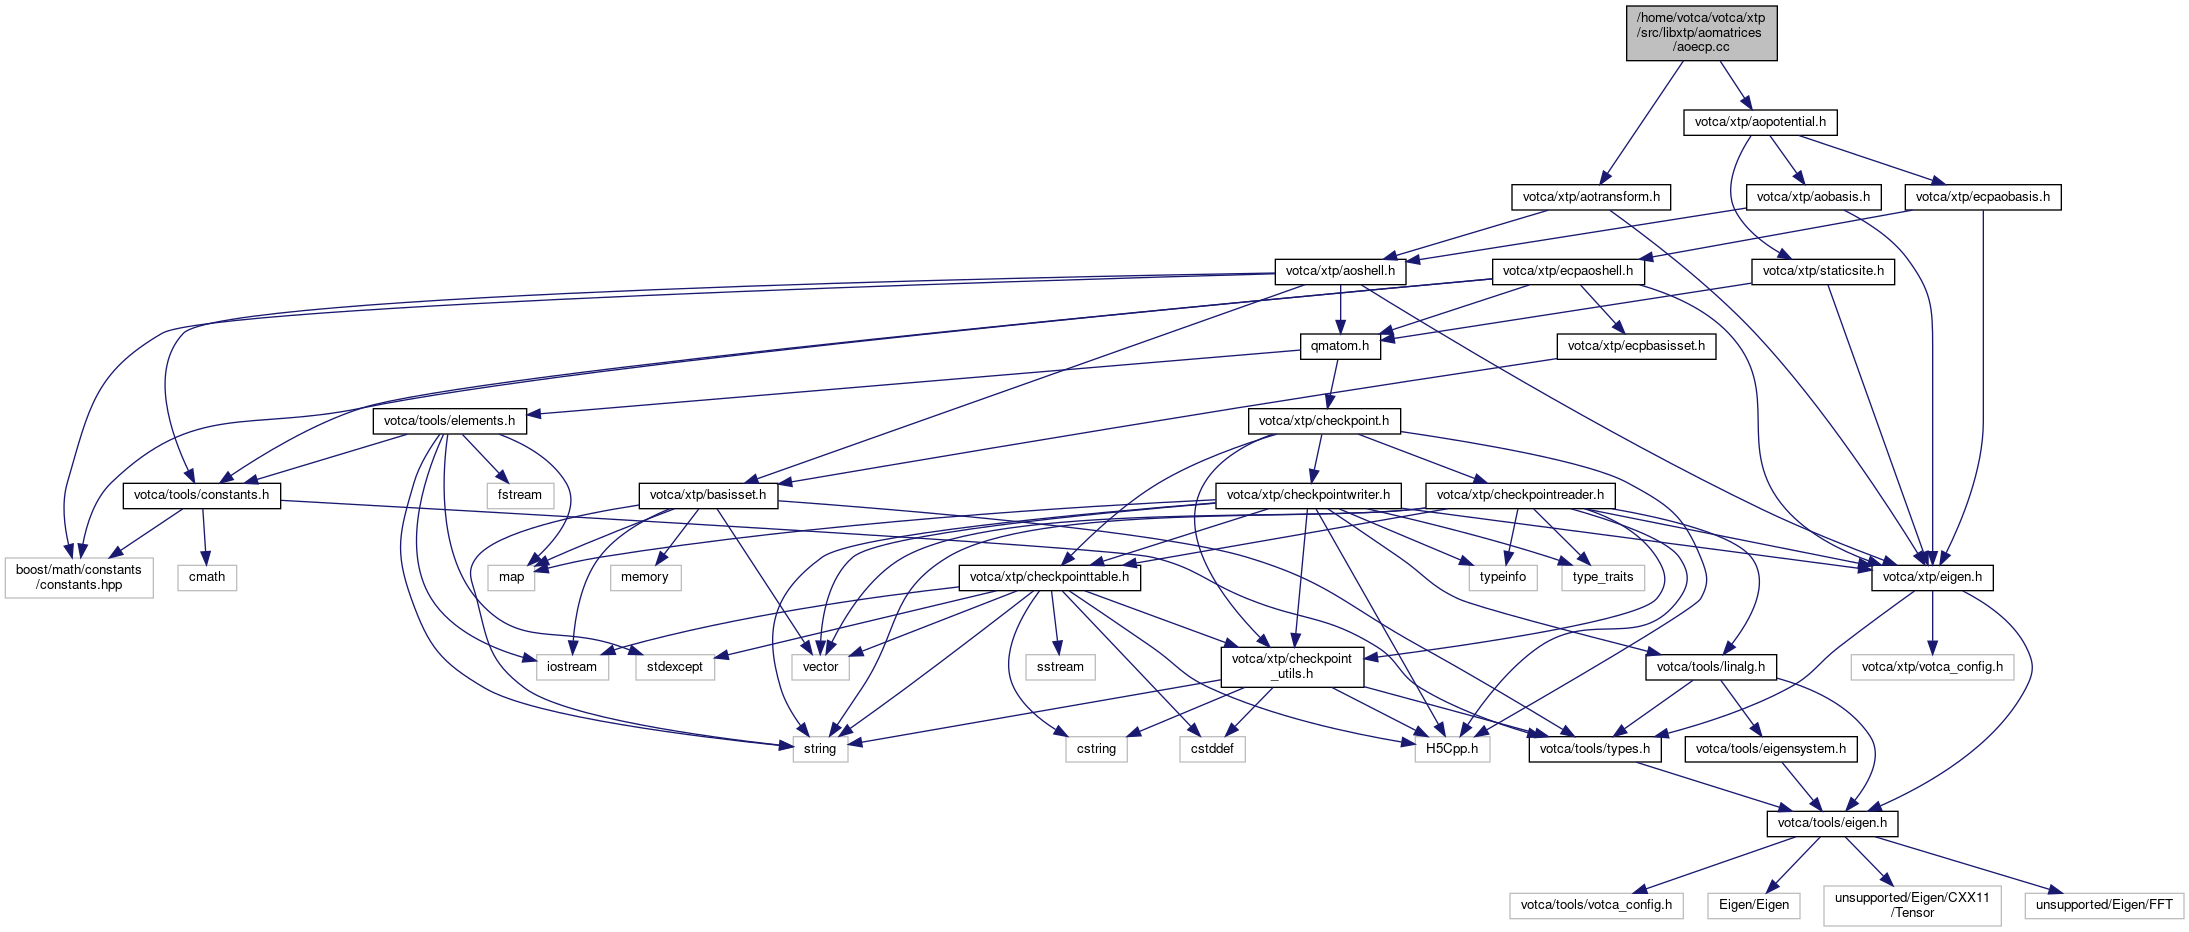 /home/votca/votca/xtp
/src/libxtp/aomatrices
/aoecp.cc
votca/xtp/aopotential.h
votca/xtp/aotransform.h
votca/xtp/aobasis.h
votca/xtp/ecpaobasis.h
votca/xtp/aoshell.h
votca/xtp/ecpaoshell.h
votca/xtp/staticsite.h
qmatom.h
votca/xtp/ecpbasisset.h
votca/tools/elements.h
votca/xtp/checkpoint.h
votca/tools/constants.h
fstream
votca/xtp/basisset.h
votca/xtp/checkpointwriter.h
votca/xtp/checkpointreader.h
boost/math/constants
/constants.hpp
cmath
map
memory
votca/xtp/checkpointtable.h
typeinfo
type_traits
votca/xtp/eigen.h
iostream
stdexcept
vector
sstream
votca/xtp/checkpoint
_utils.h
votca/tools/linalg.h
votca/xtp/votca_config.h
string
cstring
cstddef
H5Cpp.h
votca/tools/types.h
votca/tools/eigensystem.h
votca/tools/eigen.h
votca/tools/votca_config.h
Eigen/Eigen
unsupported/Eigen/CXX11
/Tensor
unsupported/Eigen/FFT